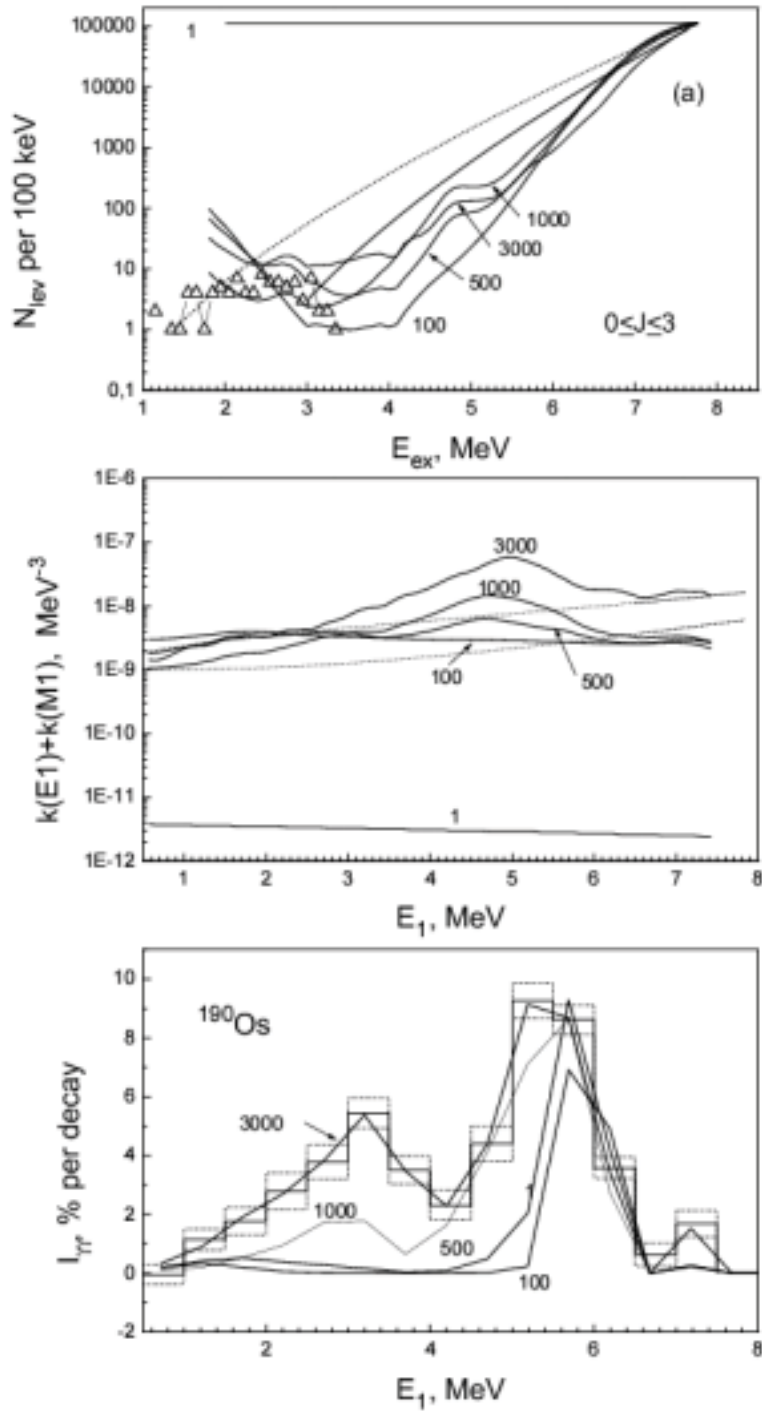 100000
10000
1000
100
10
1
0,1
N_lev per 100 keV
1
(a)
1000
3000
500
100
0≤J≤3
1 2 3 4 5 6 7 8
E_ex, MeV
1E-6
1E-7
1E-8
1E-9
1E-10
1E-11
1E-12
k(E1)+k(M1), MeV⁻³
3000
1000
100
500
1
1 2 3 4 5 6 7 8
E₁, MeV
10
8
6
4
2
0
-2
I_γγ, % per decay
¹⁹⁰Os
3000
1000
500
100
2 4 6 8
E₁, MeV